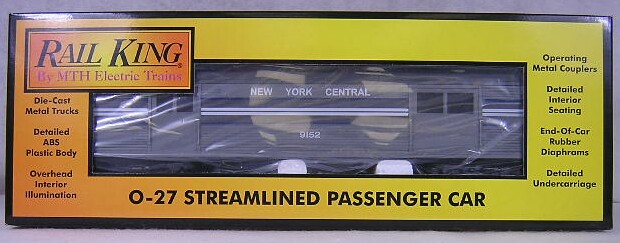 RAIL KING®
By MTH Electric Trains
Die-Cast
Metal Trucks
Detailed
ABS
Plastic Body
Overhead
Interior
Illumination
NEW YORK CENTRAL
9152
Operating
Metal Couplers
Detailed
Interior
Seating
End-Of-Car
Rubber
Diaphrams
Detailed
Undercarriage
O-27 STREAMLINED PASSENGER CAR